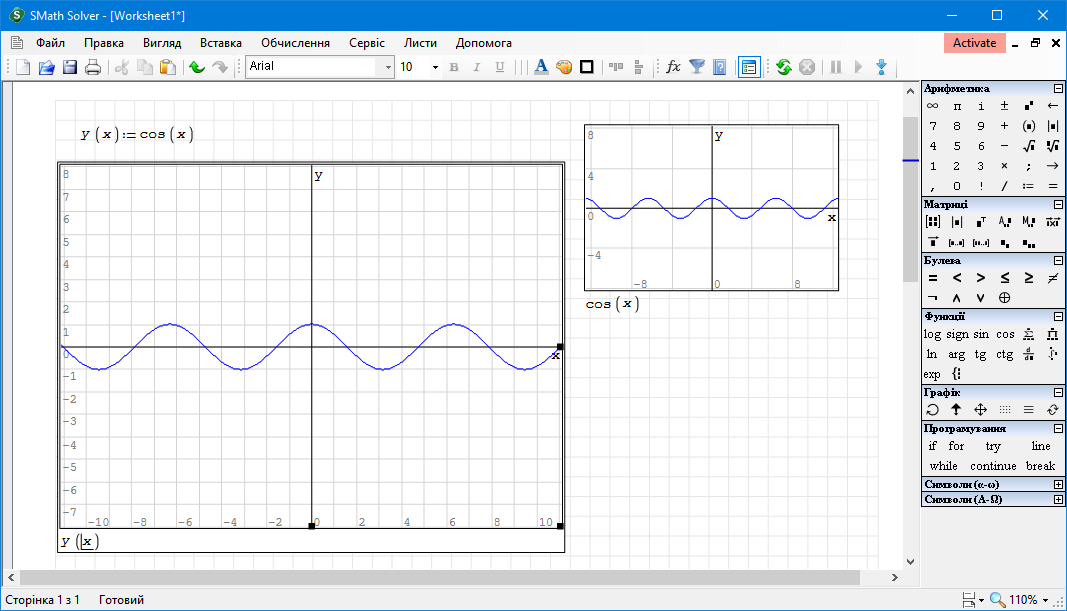 SMath Solver - [Worksheet1*]
Файл Правка Вигляд Вставка Обчислення Сервіс Листи Допомога Activate
Arial 10 B I U A fx
y (x):=cos (x)
8
7
6
5
4
3
2
1
0
-1
-2
-3
-4
-5
-6
-7
-10 -8 -6 -4 -2 0 2 4 6 8 10
y
x
y (x)
8
4
0
-4
-8 0 8
y
x
cos (x)
Арифметика
∞ π i ±  ←
7 8 9 + (▪) |▪|
4 5 6 −
1 2 3 × ; →
, 0 ! / := =
Матриці
Булева
= < > ≤ ≥ ≠
¬ ∧ ∨ ⊕
Функції
log sign sin cos
ln arg tg ctg
exp
Графік
Програмування
if for try line
while continue break
Символи (α-ω)
Символи (Α-Ω)
Сторінка 1 з 1 Готовий 110%